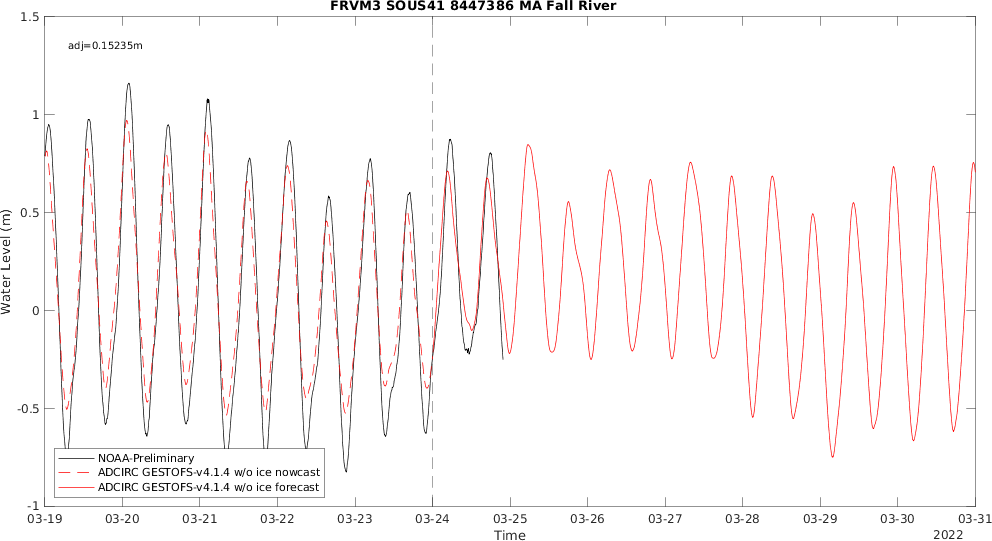 FRVM3 SOUS41 8447386 MA Fall River
adj=0.15235m
Water Level (m)
1.5
1
0.5
0
-0.5
-1
NOAA-Preliminary
ADCIRC GESTOFS-v4.1.4 w/o ice nowcast
ADCIRC GESTOFS-v4.1.4 w/o ice forecast
03-19 03-20 03-21 03-22 03-23 03-24 03-25 03-26 03-27 03-28 03-29 03-30 03-31
Time
2022